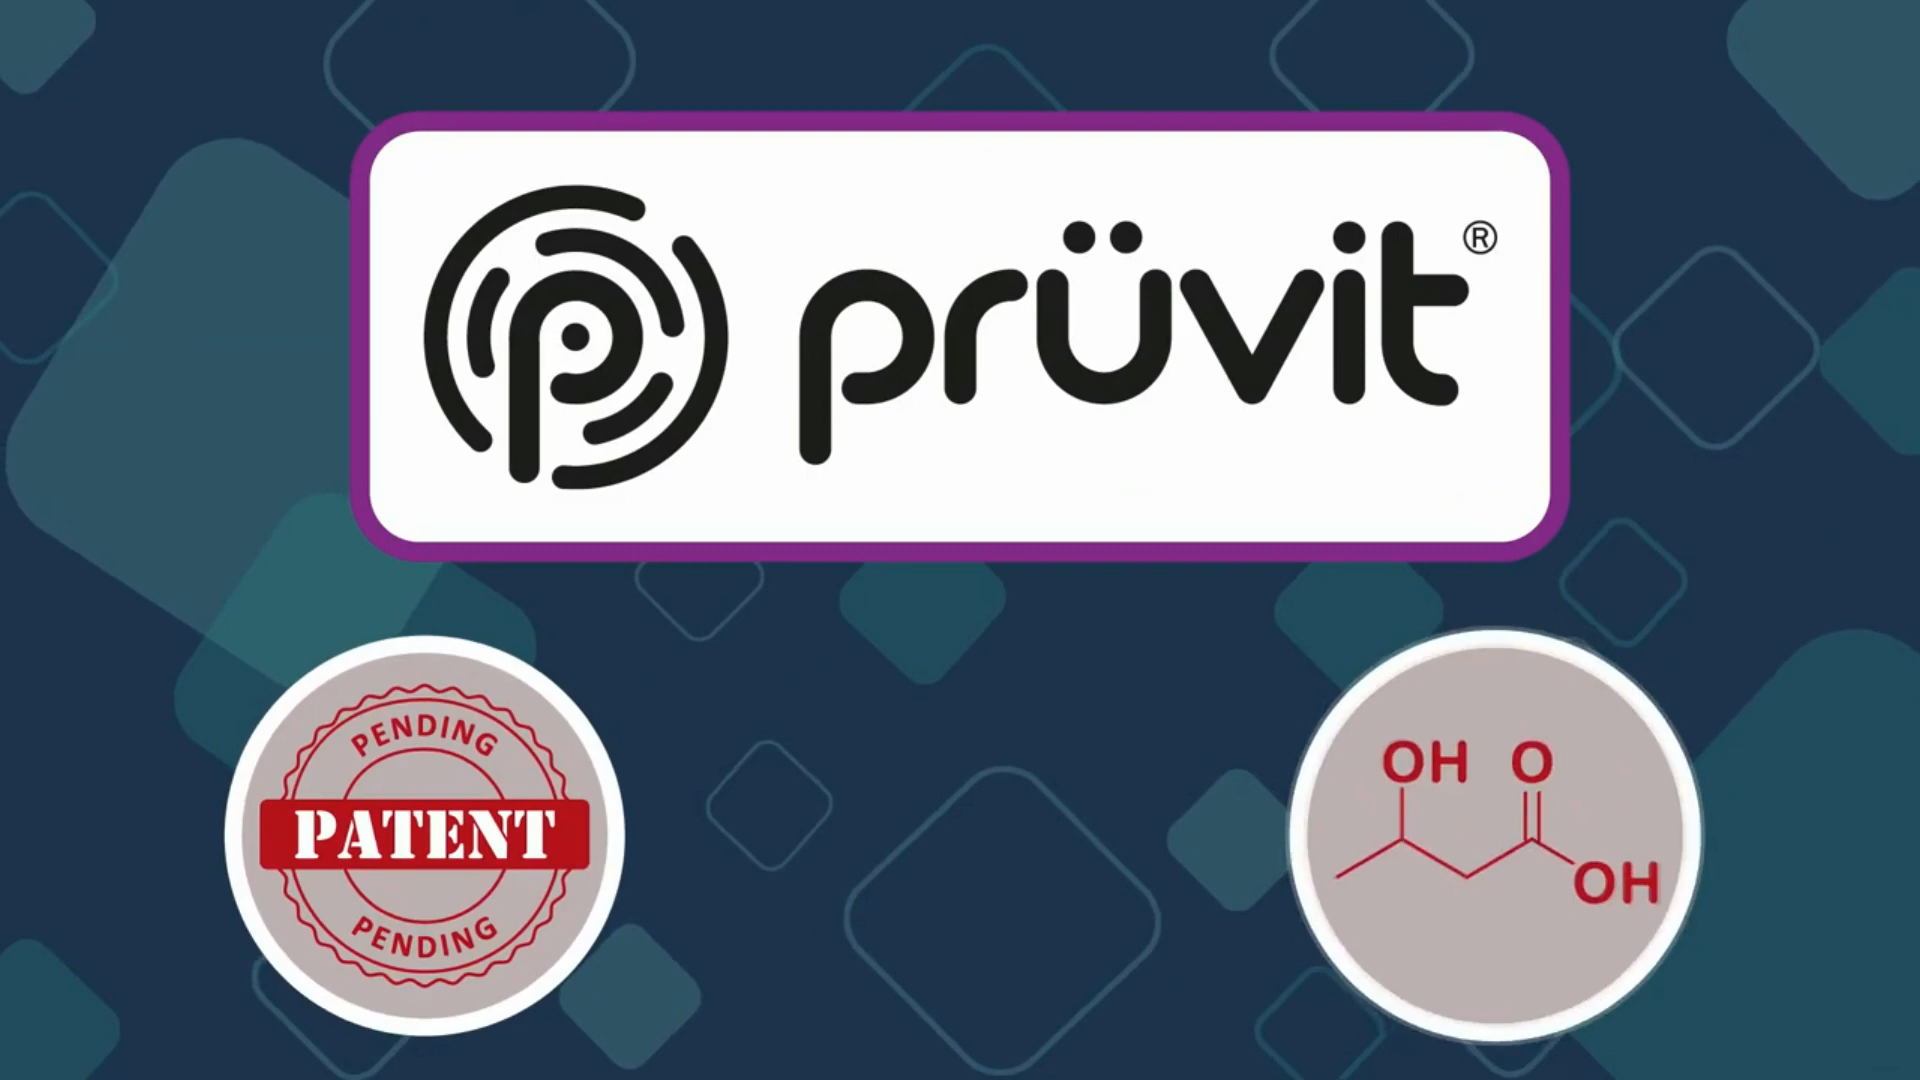 prüvit®
PENDING
PATENT
PENDING
OH O
OH